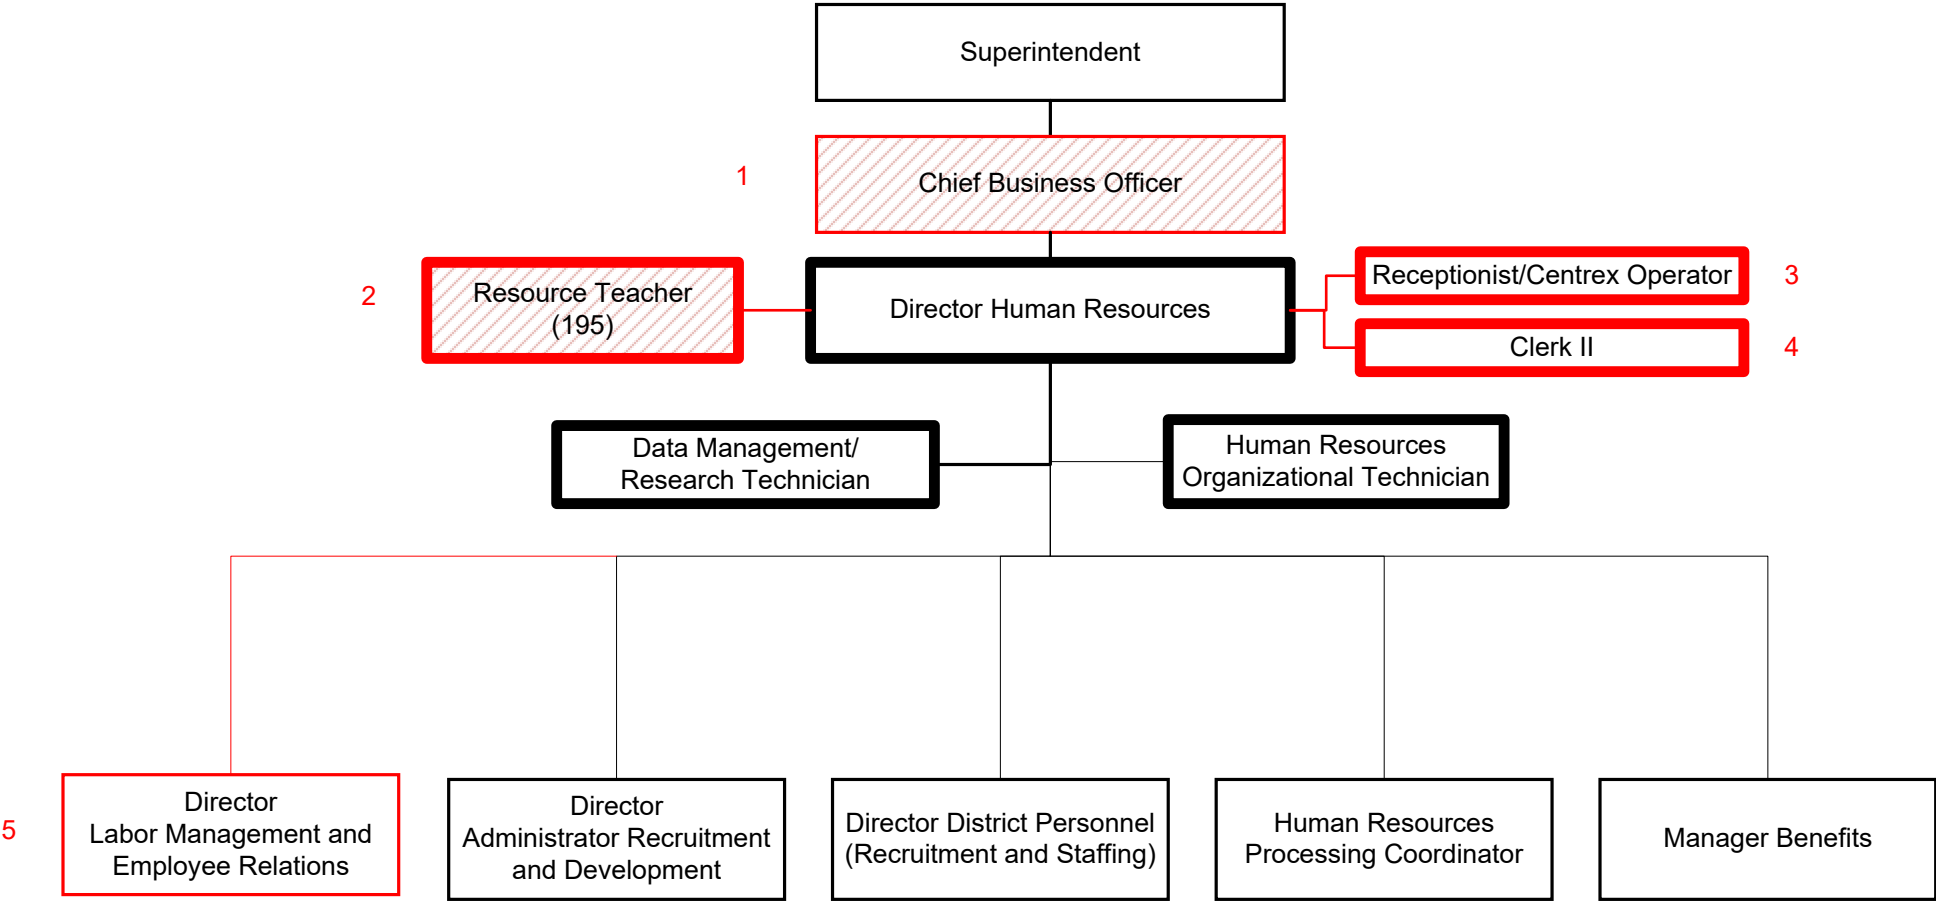 Superintendent
1
Chief Business Officer
2
Resource Teacher
(195)
Director Human Resources
Receptionist/Centrex Operator
3
Clerk II
4
Data Management/
Research Technician
Human Resources
Organizational Technician
5
Director
Labor Management and
Employee Relations
Director
Administrator Recruitment
and Development
Director District Personnel
(Recruitment and Staffing)
Human Resources
Processing Coordinator
Manager Benefits